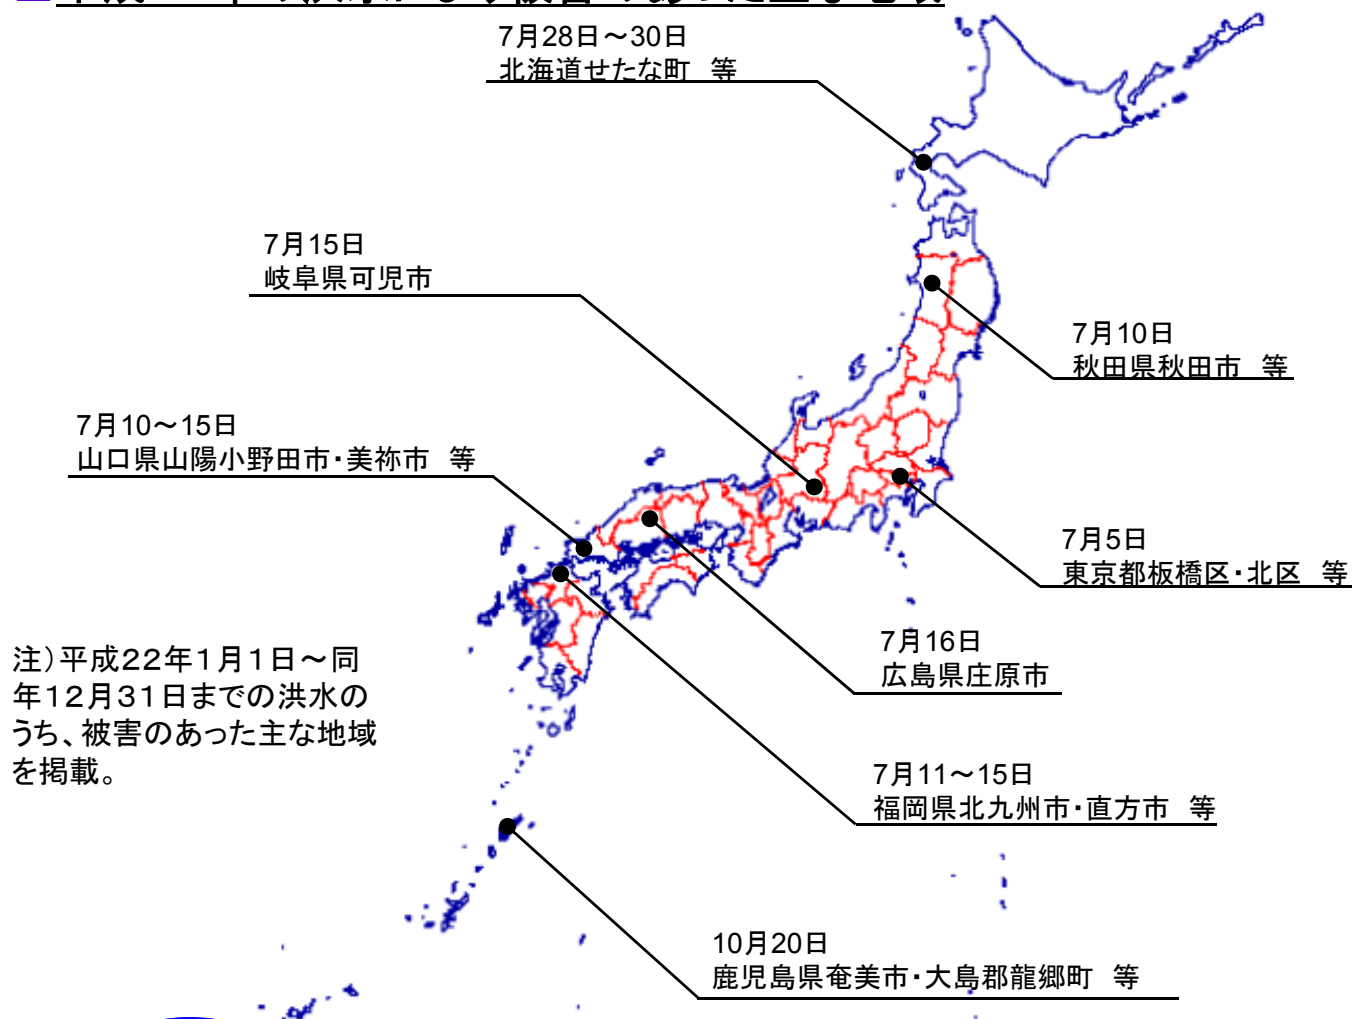 7月28日～30日
北海道せたな町　等
7月15日
岐阜県可児市
7月10日
秋田県秋田市　等
7月10～15日
山口県山陽小野田市・美祢市　等
7月5日
東京都板橋区・北区　等
7月16日
広島県庄原市
注）平成２２年１月１日～同
年１２月３１日までの洪水の
うち、被害のあった主な地域
を掲載。
7月11～15日
福岡県北九州市・直方市　等
10月20日
鹿児島県奄美市・大島郡龍郷町　等